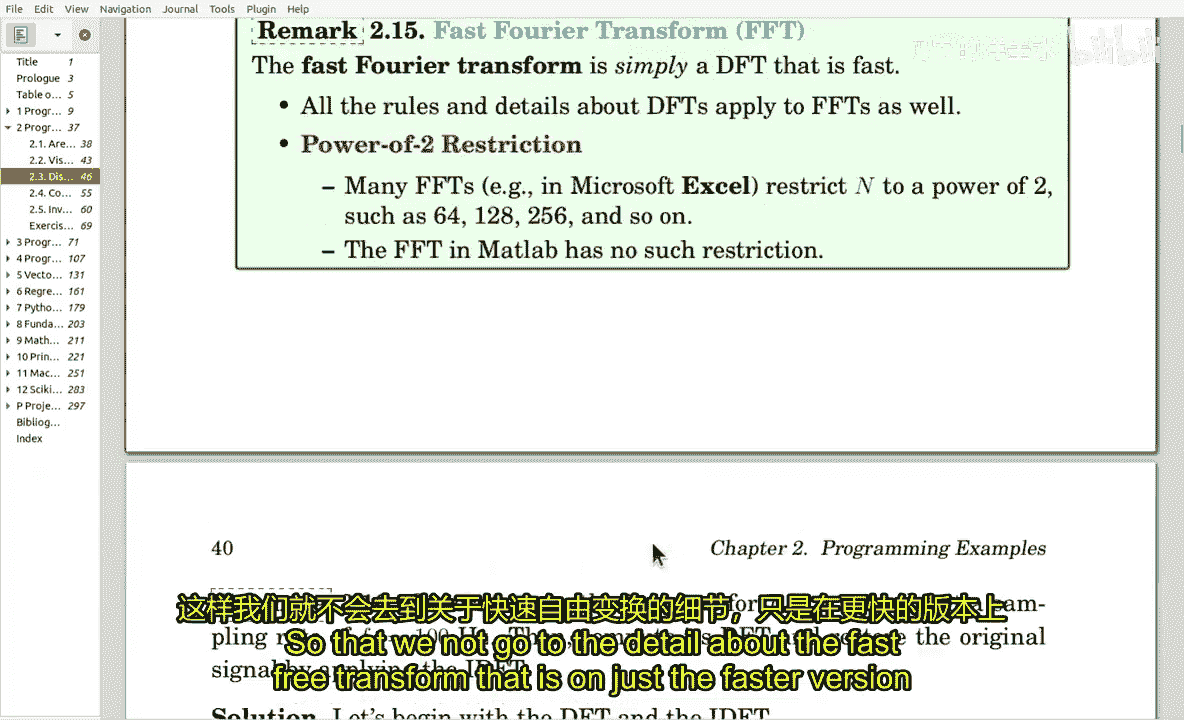 File Edit View Navigation Journal Tools Plugin Help
Title 1
Prologue 3
Table o... 5
1 Progr... 9
2 Progr... 37
2.1. Are... 38
2.2. Vis... 43
2.3. Dis... 46
2.4. Co... 55
2.5. Inv... 60
Exercis... 69
3 Progr... 71
4 Progr... 107
5 Vecto... 131
6 Regre... 161
7 Pytho... 179
8 Funda... 203
9 Math... 211
10 Prin... 221
11 Mac... 251
12 Sciki... 283
P Proje... 297
Bibliog...
Index
Remark 2.15. Fast Fourier Transform (FFT)
The fast Fourier transform is simply a DFT that is fast.
• All the rules and details about DFTs apply to FFTs as well.
• Power-of-2 Restriction
– Many FFTs (e.g., in Microsoft Excel) restrict N to a power of 2,
such as 64, 128, 256, and so on.
– The FFT in Matlab has no such restriction.
40 Chapter 2. Programming Examples
the original
signal by applying the IDFT.
Solution. Let's begin with the DFT and the IDFT.
这样我们就不会去到关于快速自由变换的细节，只是在更快的版本上
So that we not go to the detail about the fast
free transform that is on just the faster version